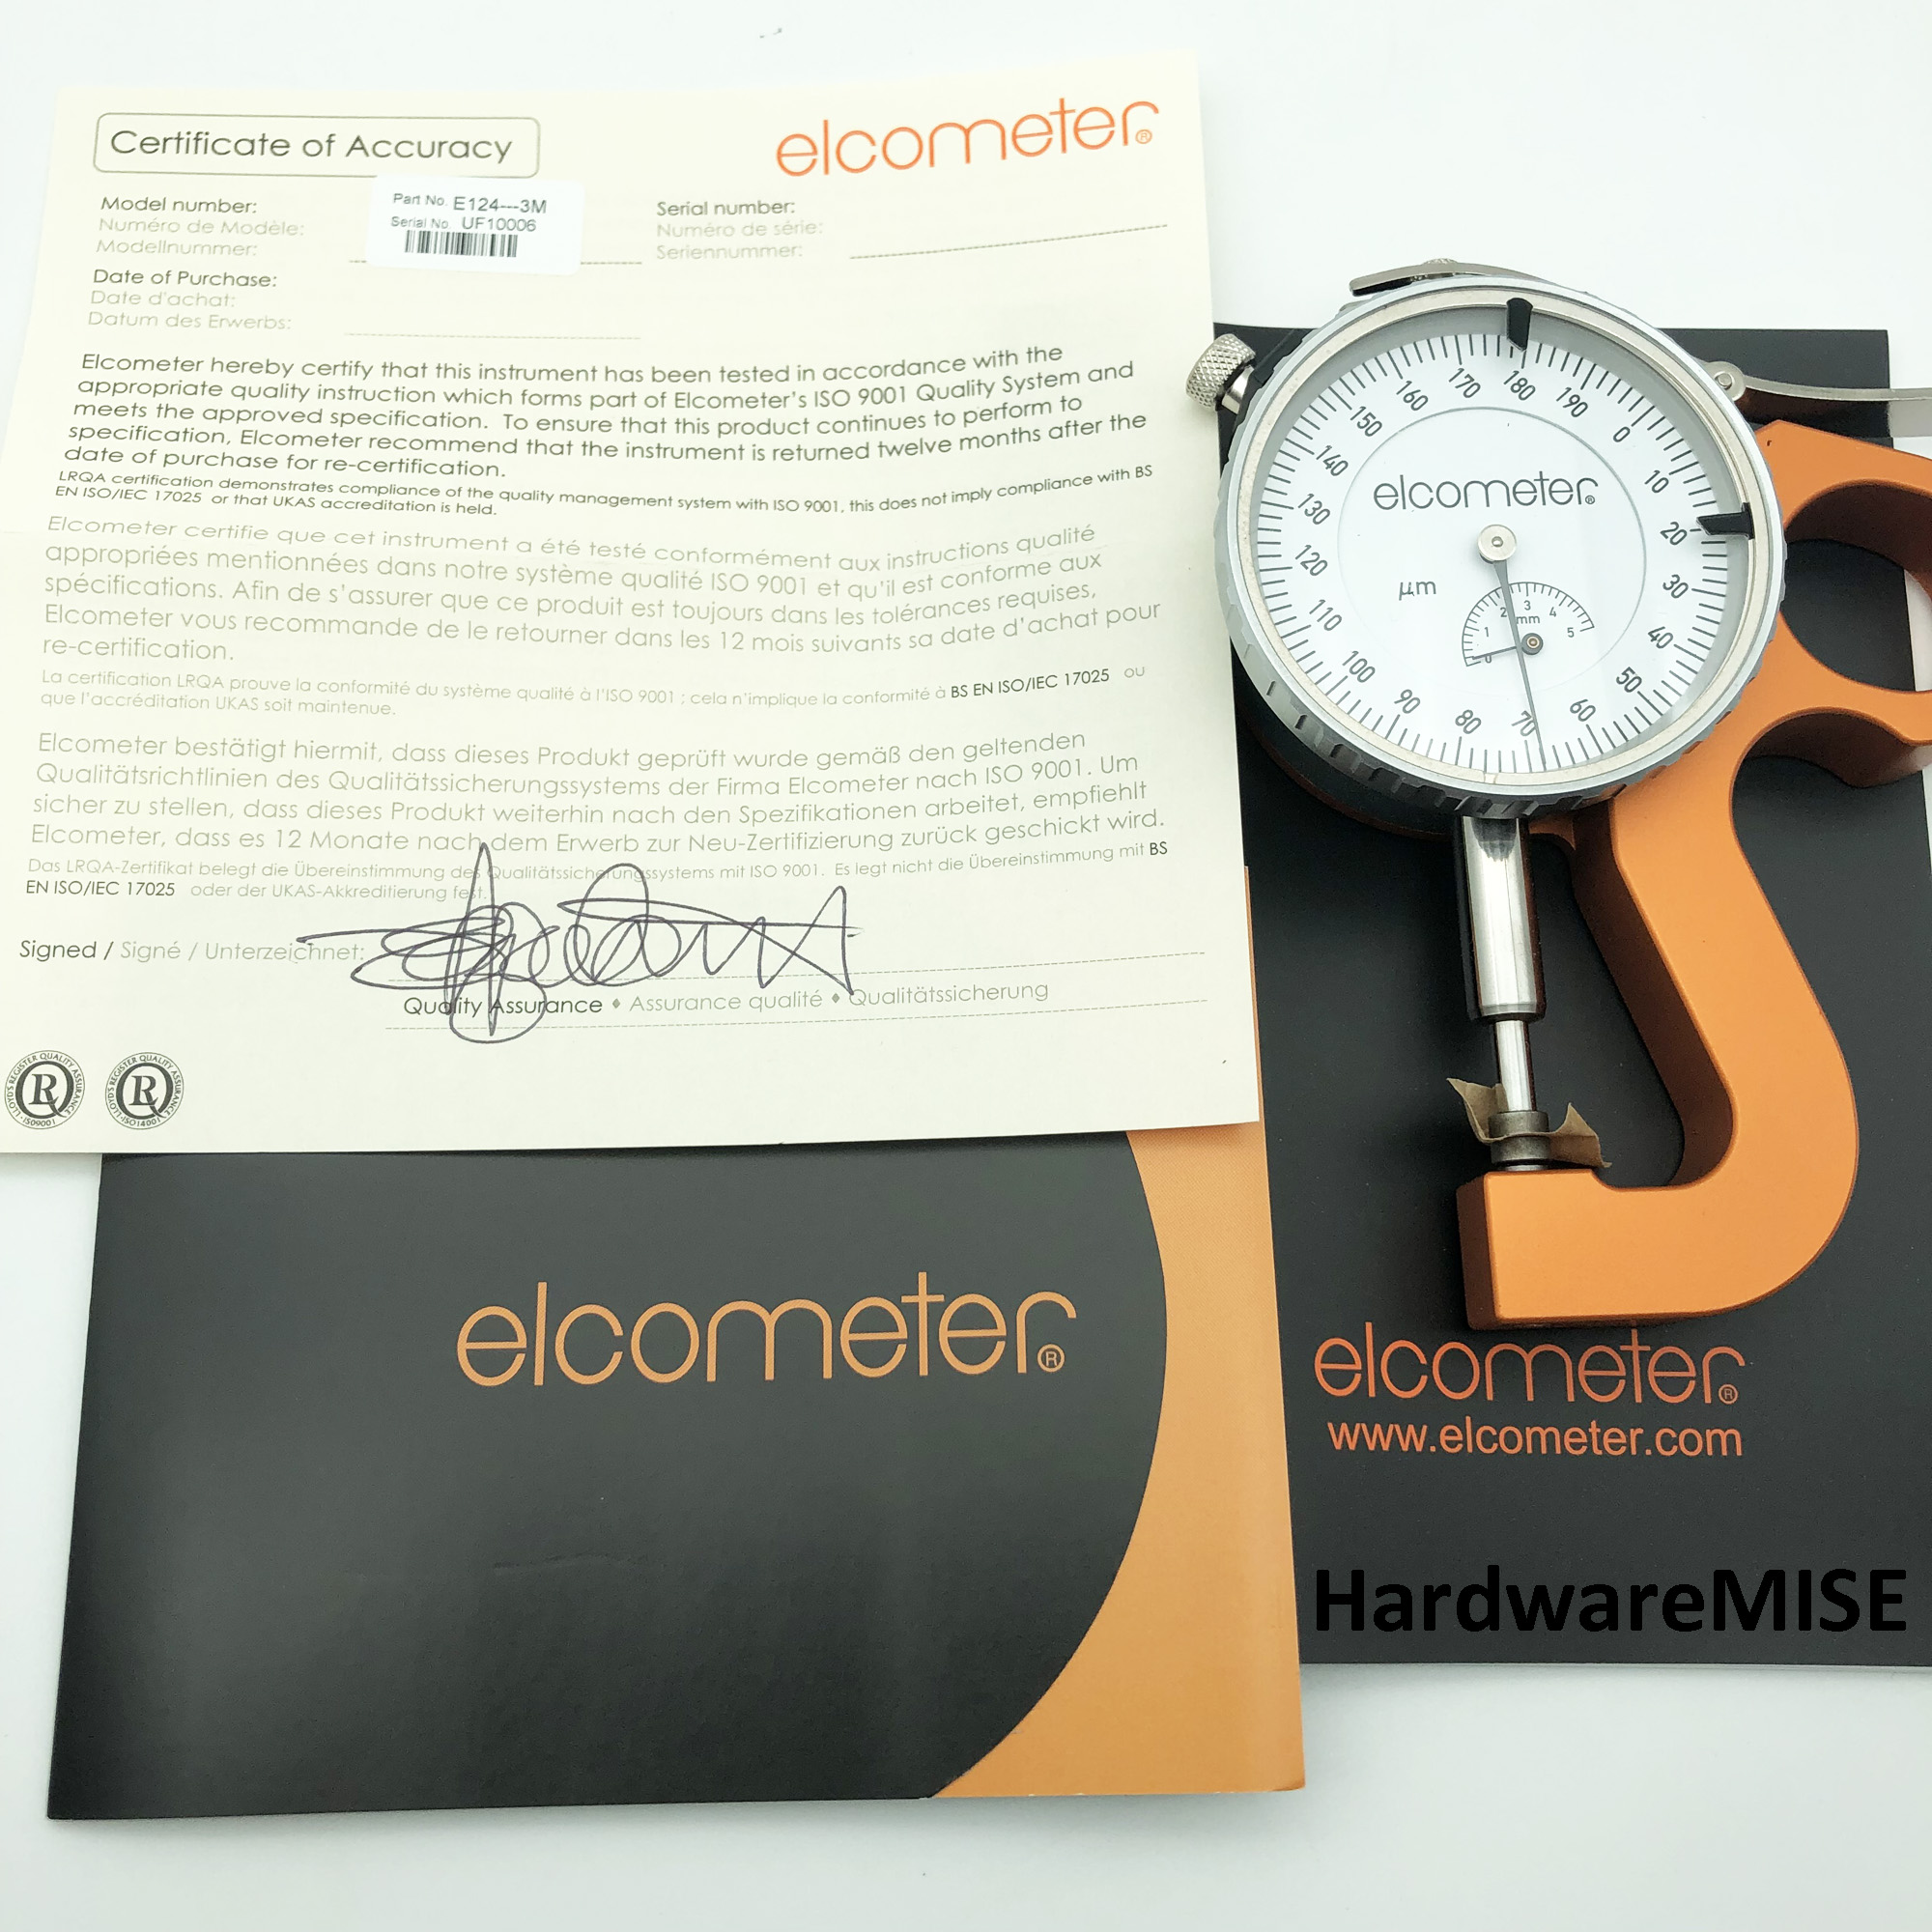 Certificate of Accuracy
elcometer®
Model number:
Numéro de Modèle:
Modellnummer:
Part No. E124---3M
Serial No UF10006
Serial number:
Numéro de série:
Seriennummer:
Date of Purchase:
Date d'achat:
Datum des Erwerbs:
Elcometer hereby certify that this instrument has been tested in accordance with the
appropriate quality instruction which forms part of Elcometer's ISO 9001 Quality System and
meets the approved specification. To ensure that this product continues to perform to
specification, Elcometer recommend that the instrument is returned twelve months after the
date of purchase for re-certification.
LRQA certification demonstrates compliance of the quality management system with ISO 9001, this does not imply compliance with BS
EN ISO/IEC 17025 or that UKAS accreditation is held.
Elcometer certifie que cet instrument a été testé conformément aux instructions qualité
appropriées mentionnées dans notre système qualité ISO 9001 et qu'il est conforme aux
spécifications. Afin de s'assurer que ce produit est toujours dans les tolérances requises,
Elcometer vous recommande de le retourner dans les 12 mois suivants sa date d'achat pour
re-certification.
La certification LRQA prouve la conformité du système qualité à l'ISO 9001 ; cela n'implique la conformité à BS EN ISO/IEC 17025 ou
que l'accréditation UKAS soit maintenue.
Elcometer bestätigt hiermit, dass dieses Produkt geprüft wurde gemäß den geltenden
Qualitätsrichtlinien des Qualitätssicherungssystems der Firma Elcometer nach ISO 9001. Um
sicher zu stellen, dass dieses Produkt weiterhin nach den Spezifikationen arbeitet, empfiehlt
Elcometer, dass es 12 Monate nach dem Erwerb zur Neu-Zertifizierung zurück geschickt wird.
Das LRQA-Zertifikat belegt die Übereinstimmung des Qualitätssicherungssystems mit ISO 9001. Es legt nicht die Übereinstimmung mit BS
EN ISO/IEC 17025 oder der UKAS-Akkreditierung fest.
Signed / Signé / Unterzeichnet:
Quality Assurance ♦ Assurance qualité ♦ Qualitätssicherung
LLOYD'S REGISTER QUALITY ASSURANCE · ISO9001
LLOYD'S REGISTER QUALITY ASSURANCE · ISO14001
elcometer®
μm
0
10
20
30
40
50
60
70
80
90
100
110
120
130
140
150
160
170
180
190
0 1 2 3 4 5
mm
elcometer®
elcometer®
www.elcometer.com
HardwareMISE